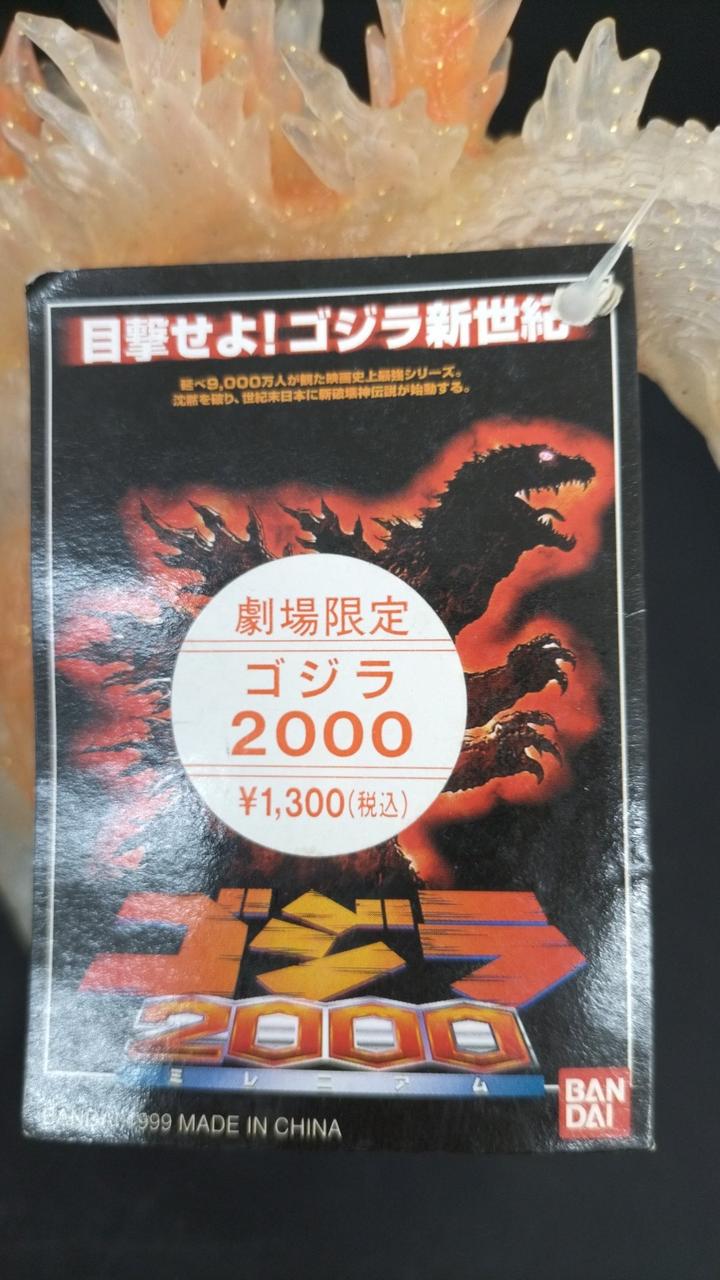 目撃せよ!ゴジラ新世紀
延べ9,000万人が観た映画史上最強シリーズ。
沈黙を破り、世紀末日本に新破壊神伝説が始動する。
劇場限定
ゴジラ
2000
¥1,300(税込)
ゴジラ
2000
ミレニアム
BANDAI 1999 MADE IN CHINA
BAN
DAI